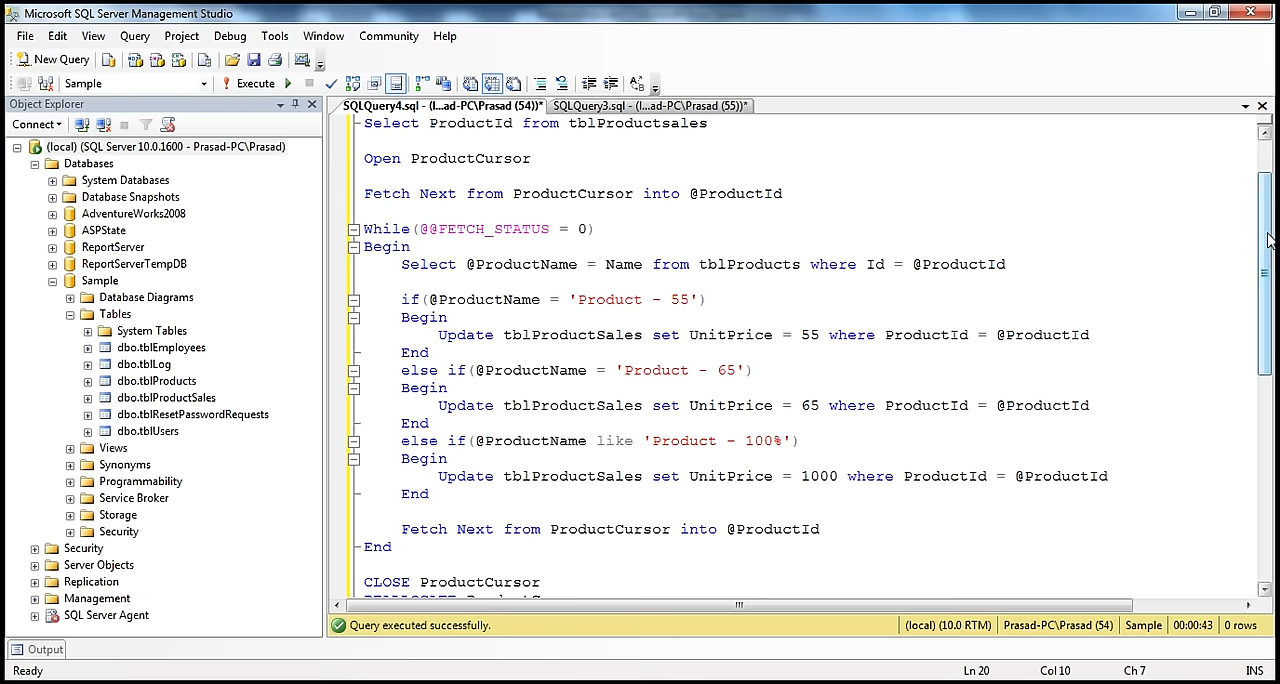 Microsoft SQL Server Management Studio
File Edit View Query Project Debug Tools Window Community Help
New Query
Sample Execute
Object Explorer
SQLQuery4.sql - (l...ad-PC\Prasad (54))* SQLQuery3.sql - (l...ad-PC\Prasad (55))*
Connect
(local) (SQL Server 10.0.1600 - Prasad-PC\Prasad)
Databases
System Databases
Database Snapshots
AdventureWorks2008
ASPState
ReportServer
ReportServerTempDB
Sample
Database Diagrams
Tables
System Tables
dbo.tblEmployees
dbo.tblLog
dbo.tblProducts
dbo.tblProductSales
dbo.tblResetPasswordRequests
dbo.tblUsers
Views
Synonyms
Programmability
Service Broker
Storage
Security
Security
Server Objects
Replication
Management
SQL Server Agent
Select ProductId from tblProductsales
Open ProductCursor
Fetch Next from ProductCursor into @ProductId
While(@@FETCH_STATUS = 0)
Begin
Select @ProductName = Name from tblProducts where Id = @ProductId
if(@ProductName = 'Product - 55')
Begin
Update tblProductSales set UnitPrice = 55 where ProductId = @ProductId
End
else if(@ProductName = 'Product - 65')
Begin
Update tblProductSales set UnitPrice = 65 where ProductId = @ProductId
End
else if(@ProductName like 'Product - 100%')
Begin
Update tblProductSales set UnitPrice = 1000 where ProductId = @ProductId
End
Fetch Next from ProductCursor into @ProductId
End
CLOSE ProductCursor
Query executed successfully. (local) (10.0 RTM) Prasad-PC\Prasad (54) Sample 00:00:43 0 rows
Output
Ready Ln 20 Col 10 Ch 7 INS